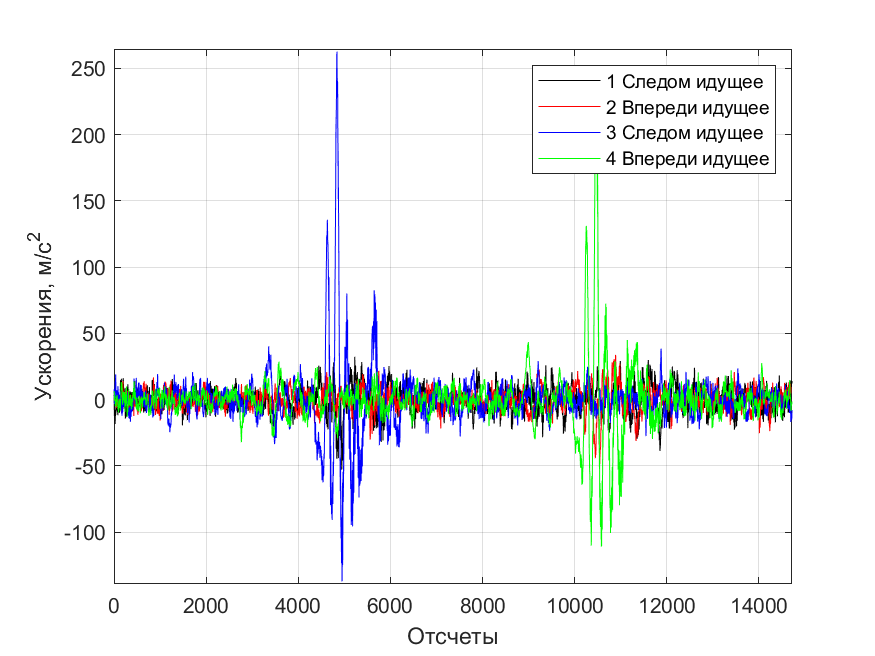 250
200
150
100
50
0
-50
-100
Ускорения, м/с2
1 Следом идущее
2 Впереди идущее
3 Следом идущее
4 Впереди идущее
0 2000 4000 6000 8000 10000 12000 14000
Отсчеты